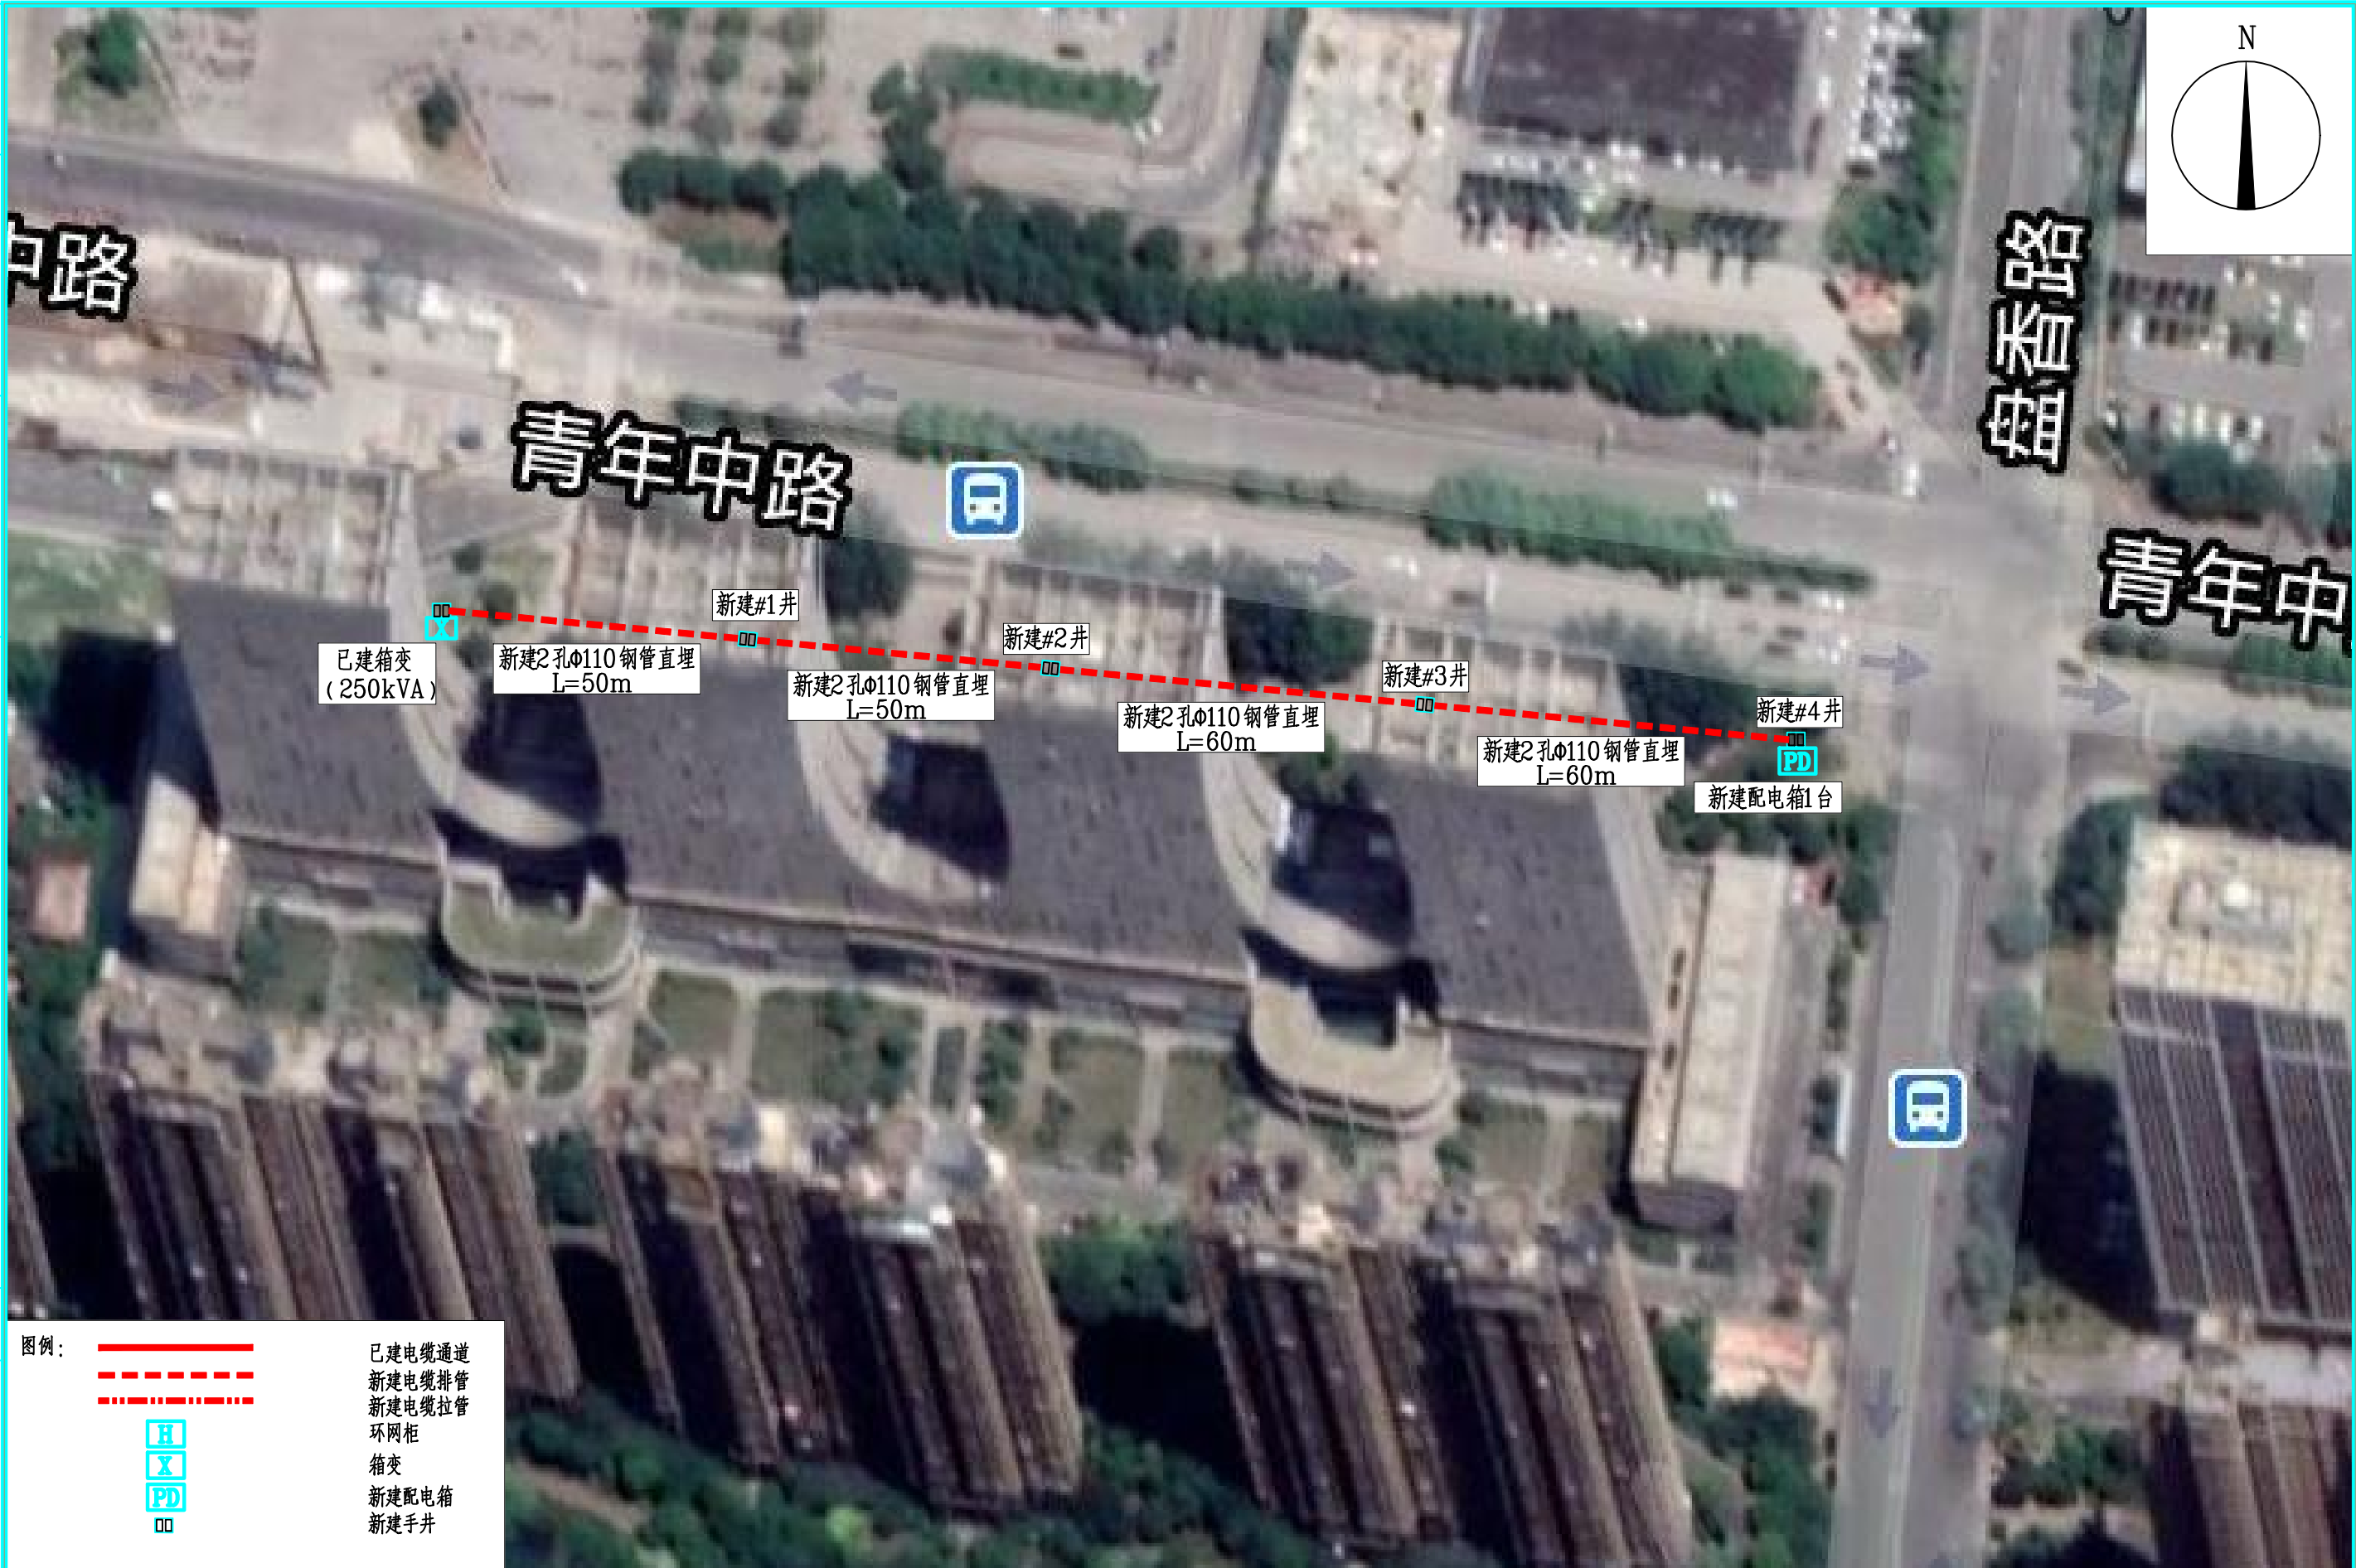 N
中路
盘香路
青年中路
青年中
新建#1井
新建#2井
新建#3井
新建#4井
已建箱变
(250kVA)
新建2孔Φ110钢管直埋
L=50m
新建2孔Φ110钢管直埋
L=50m
新建2孔Φ110钢管直埋
L=60m
新建2孔Φ110钢管直埋
L=60m
X
PD
新建配电箱1台
图例:
已建电缆通道
新建电缆排管
新建电缆拉管
H 环网柜
X 箱变
PD 新建配电箱
新建手井